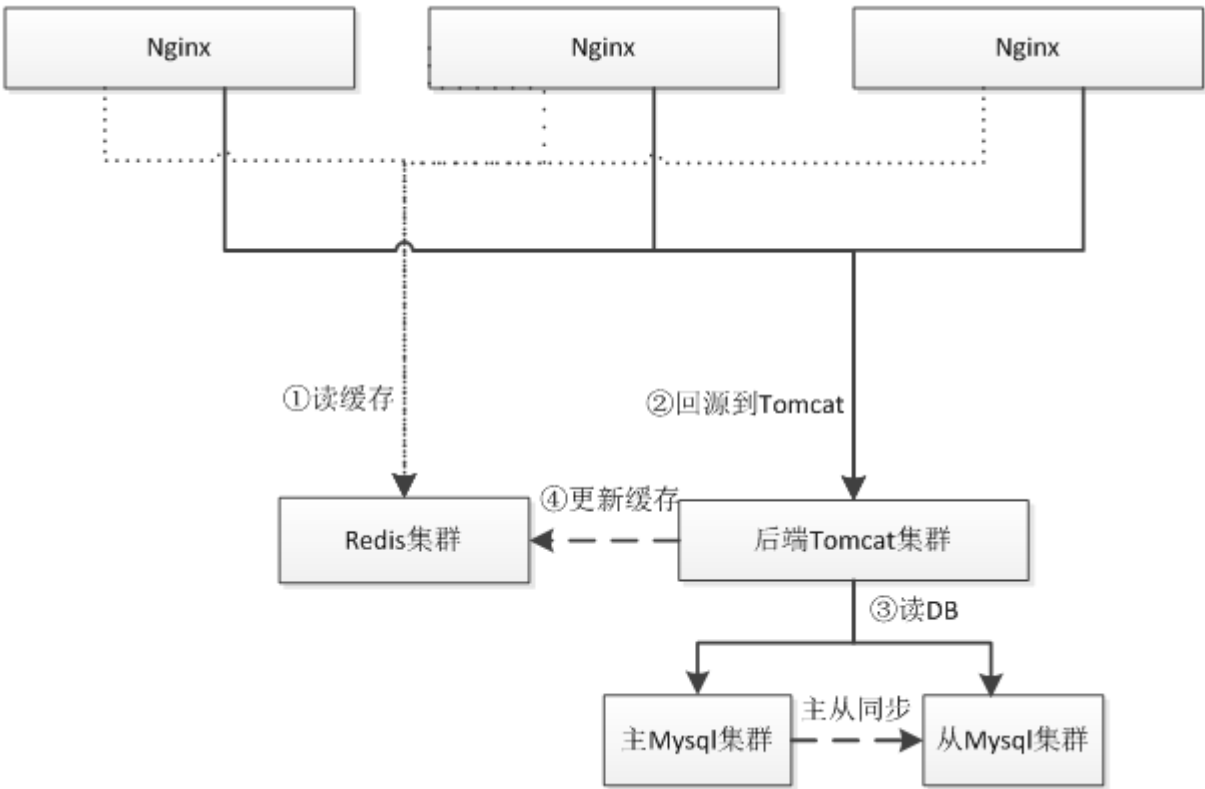 Nginx
Nginx
Nginx
①读缓存
②回源到Tomcat
④更新缓存
Redis集群
后端Tomcat集群
③读DB
主从同步
主Mysql集群
从Mysql集群